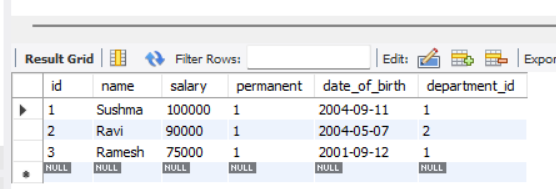 Result Grid Filter Rows: Edit: Expor
id name salary permanent date_of_birth department_id
1 Sushma 100000 1 2004-09-11 1
2 Ravi 90000 1 2004-05-07 2
3 Ramesh 75000 1 2001-09-12 1
NULL NULL NULL NULL NULL NULL